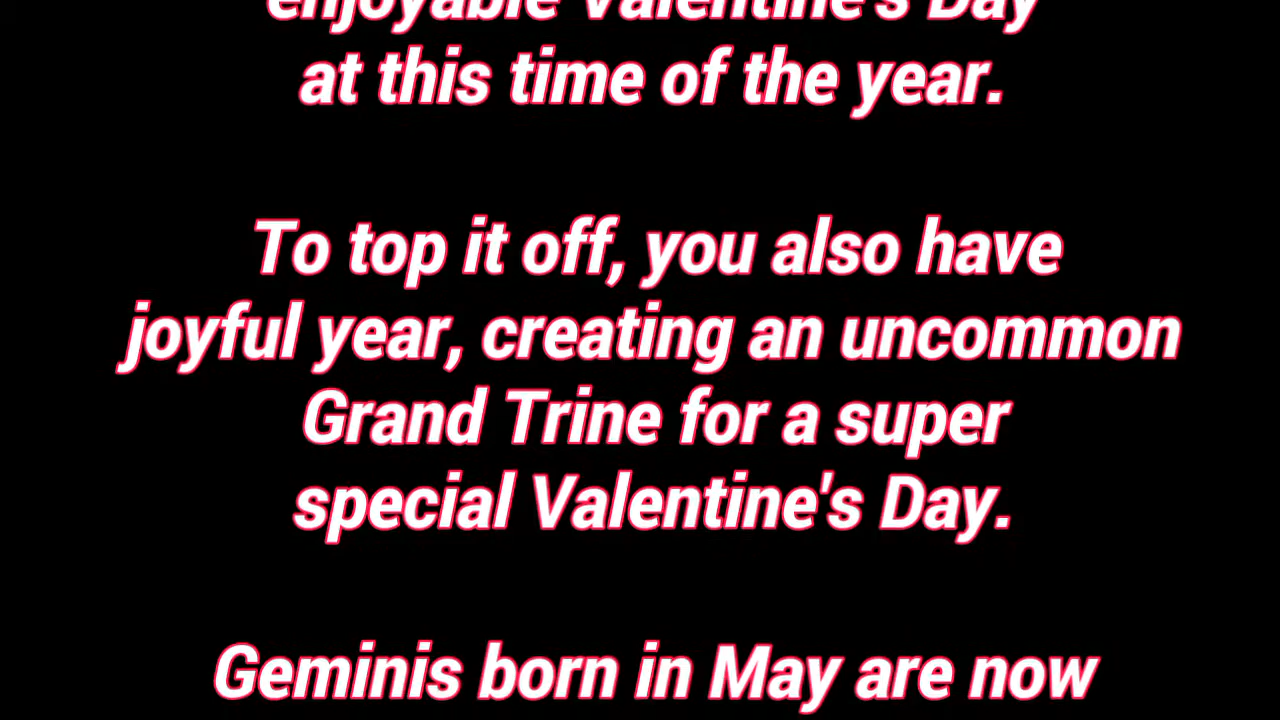 enjoyable Valentine's Day
at this time of the year.
To top it off, you also have
joyful year, creating an uncommon
Grand Trine for a super
special Valentine's Day.
Geminis born in May are now